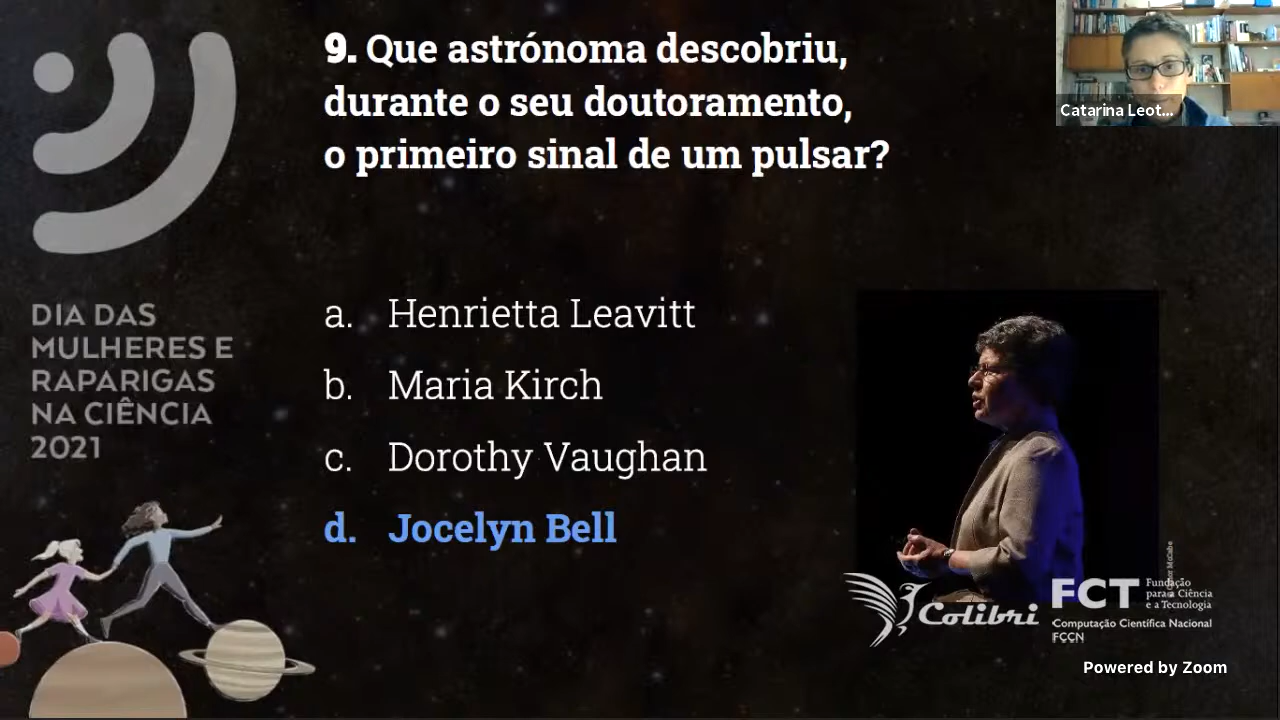 9. Que astrónoma descobriu,
durante o seu doutoramento,
o primeiro sinal de um pulsar?
Catarina Leot...
DIA DAS
MULHERES E
RAPARIGAS
NA CIÊNCIA
2021
a. Henrietta Leavitt
b. Maria Kirch
c. Dorothy Vaughan
d. Jocelyn Bell
Colibri
FCT
Fundação
para a Ciência
e a Tecnologia
Computação Científica Nacional
FCCN
Powered by Zoom